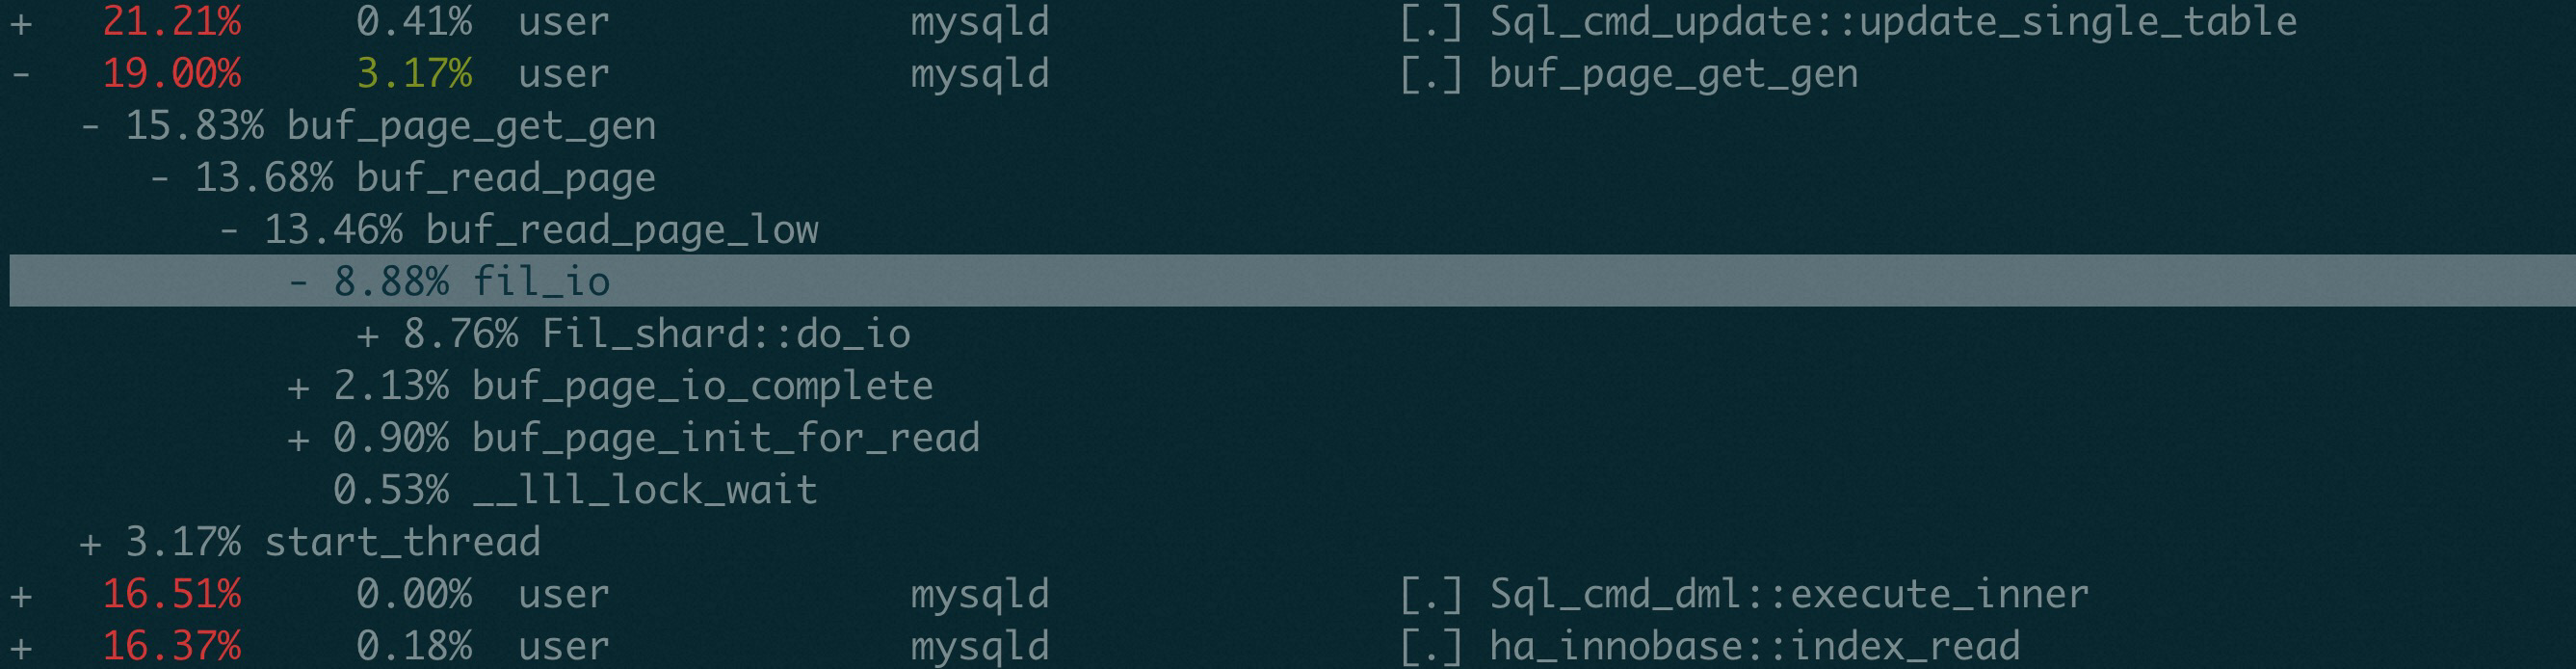 + 21.21% 0.41% user mysqld [.] Sql_cmd_update::update_single_table
- 19.00% 3.17% user mysqld [.] buf_page_get_gen
- 15.83% buf_page_get_gen
- 13.68% buf_read_page
- 13.46% buf_read_page_low
- 8.88% fil_io
+ 8.76% Fil_shard::do_io
+ 2.13% buf_page_io_complete
+ 0.90% buf_page_init_for_read
0.53% __lll_lock_wait
+ 3.17% start_thread
+ 16.51% 0.00% user mysqld [.] Sql_cmd_dml::execute_inner
+ 16.37% 0.18% user mysqld [.] ha_innobase::index_read